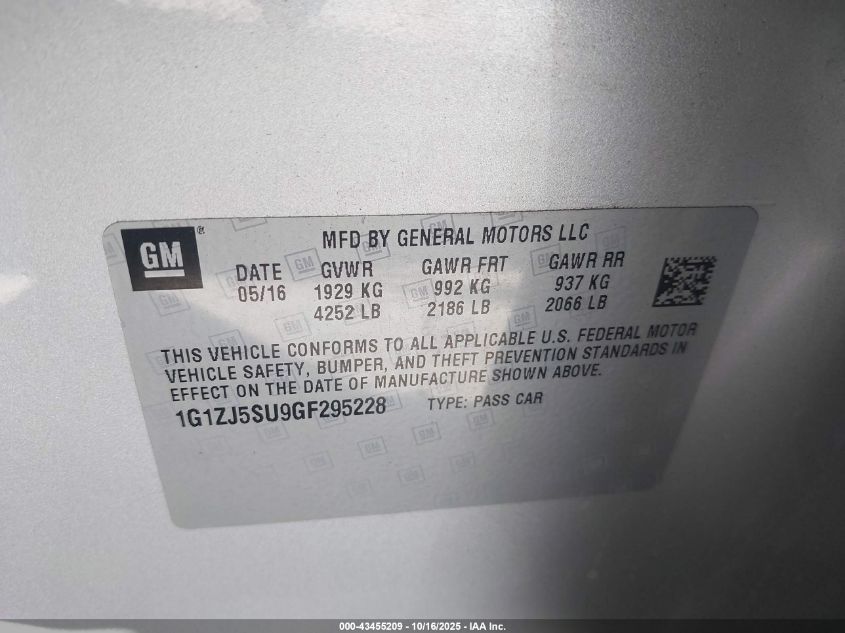 GM ®
MFD BY GENERAL MOTORS LLC
DATE GVWR GAWR FRT GAWR RR
05/16 1929 KG 992 KG 937 KG
4252 LB 2186 LB 2066 LB
THIS VEHICLE CONFORMS TO ALL APPLICABLE U.S. FEDERAL MOTOR
VEHICLE SAFETY, BUMPER, AND THEFT PREVENTION STANDARDS IN
EFFECT ON THE DATE OF MANUFACTURE SHOWN ABOVE.
1G1ZJ5SU9GF295228 TYPE: PASS CAR
000-43455209 - 10/16/2025 - IAA Inc.